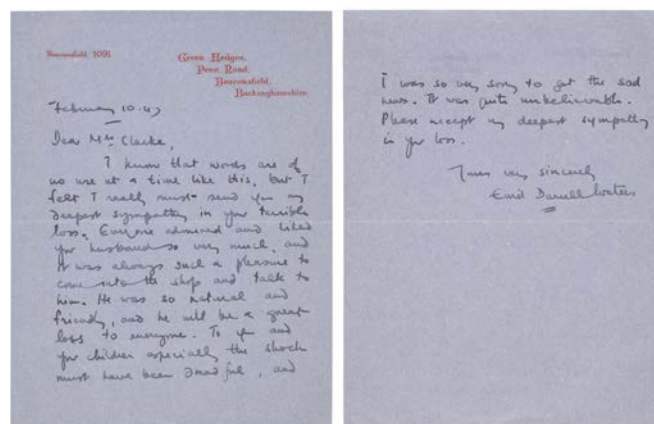 Beaconsfield 1091
Green Hedges,
Penn Road,
Beaconsfield,
Buckinghamshire.
February 10. 47
Dear Mrs Clarke,
I know that words are of
no use at a time like this, but I
felt I really must send you my
deepest sympathy in your terrible
loss. Everyone admired and liked
yr husband so very much, and
it was always such a pleasure to
come into the shop and talk to
him. He was so natural and
friendly, and he will be a great
loss to everyone. To you and
yr children especially the shock
must have been dreadful, and
I was so very sorry to get the sad
news. It was quite unbelievable.
Please accept my deepest sympathy
in yr loss.
Yours very sincerely
Enid Darrell Waters